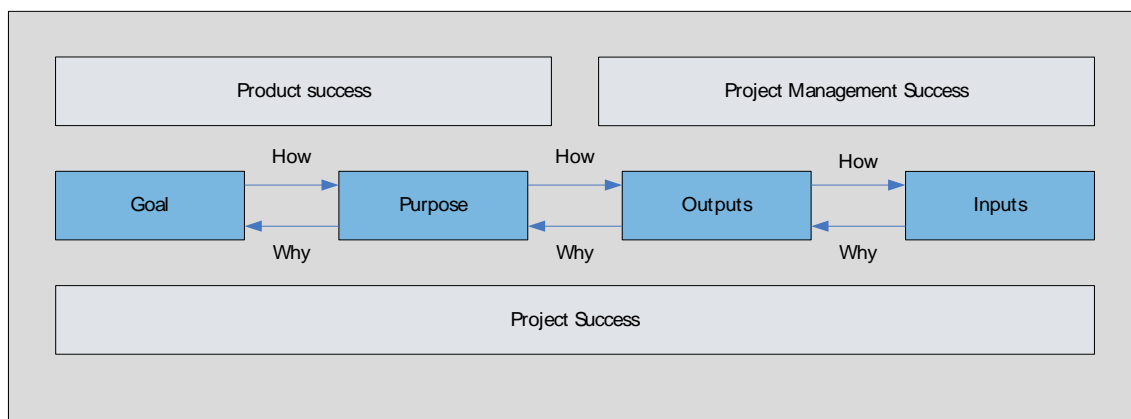 Product success
Project Management Success
How
How
How
Goal
Purpose
Outputs
Inputs
Why
Why
Why
Project Success